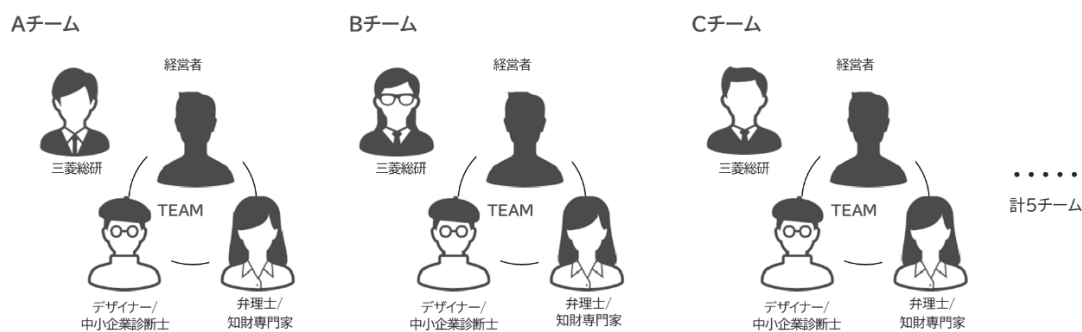 Aチーム
経営者
三菱総研
TEAM
デザイナー/
中小企業診断士
弁理士/
知財専門家
Bチーム
経営者
三菱総研
TEAM
デザイナー/
中小企業診断士
弁理士/
知財専門家
Cチーム
経営者
三菱総研
TEAM
デザイナー/
中小企業診断士
弁理士/
知財専門家
・・・・・
計5チーム